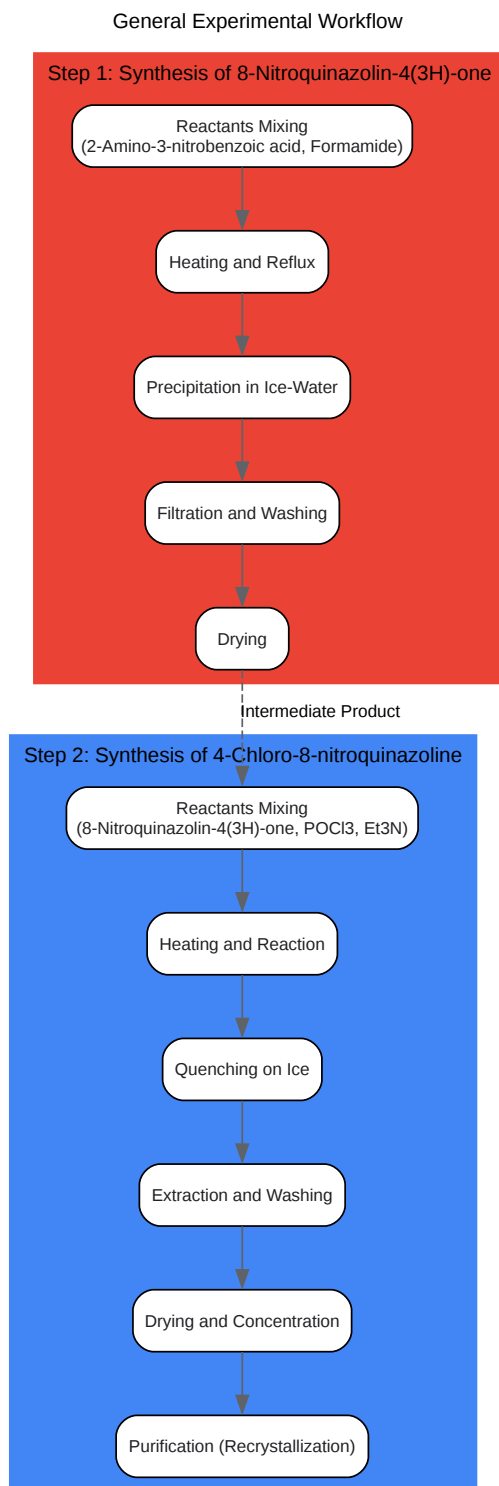 General Experimental Workflow
Step 1: Synthesis of 8-Nitroquinazolin-4(3H)-one
Reactants Mixing
(2-Amino-3-nitrobenzoic acid, Formamide)
Heating and Reflux
Precipitation in Ice-Water
Filtration and Washing
Drying
Intermediate Product
Step 2: Synthesis of 4-Chloro-8-nitroquinazoline
Reactants Mixing
(8-Nitroquinazolin-4(3H)-one, POCl3, Et3N)
Heating and Reaction
Quenching on Ice
Extraction and Washing
Drying and Concentration
Purification (Recrystallization)